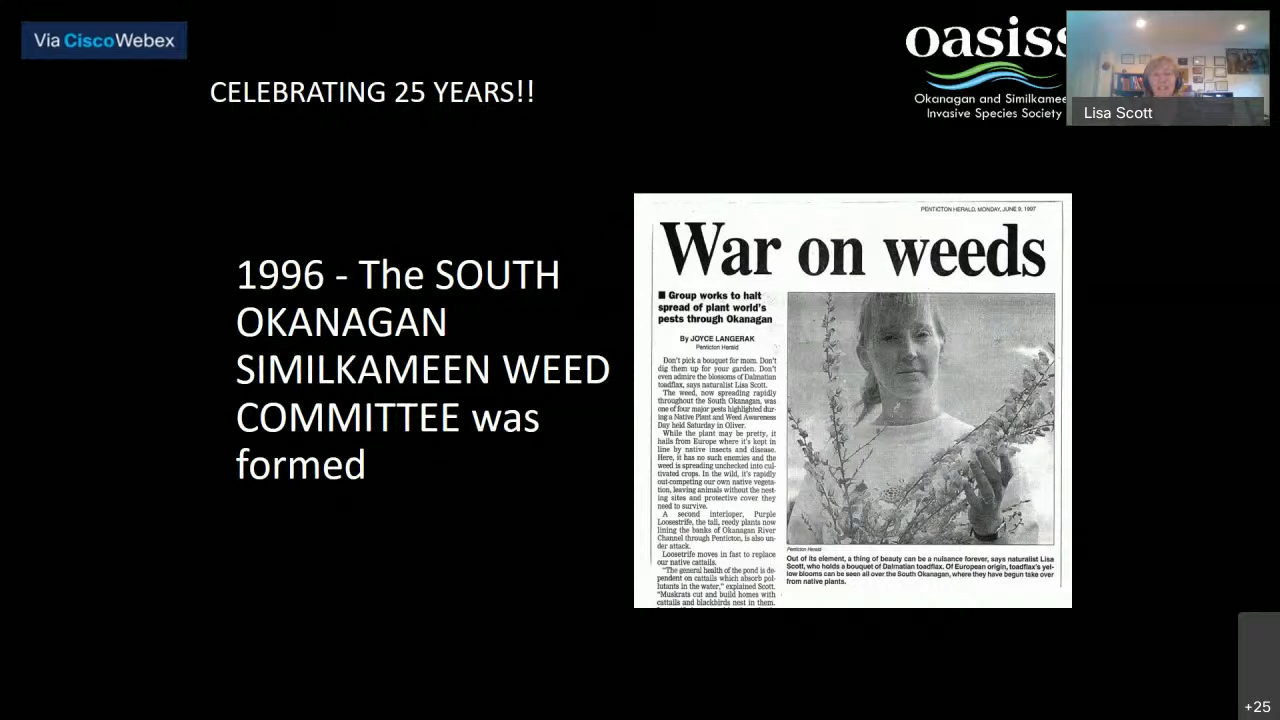 Via Cisco Webex
CELEBRATING 25 YEARS!!
oasiss
Okanagan and Similkamee
Invasive Species Society
Lisa Scott
1996 - The SOUTH
OKANAGAN
SIMILKAMEEN WEED
COMMITTEE was
formed
PENTICTON HERALD, MONDAY, JUNE 9, 1997
War on weeds
■ Group works to halt
spread of plant world's
pests through Okanagan
By JOYCE LANGERAK
Penticton Herald
Don't pick a bouquet for mom. Don't
dig them up for your garden. Don't
even admire the blossoms of Dalmatian
toadflax, says naturalist Lisa Scott.
The weed, now spreading rapidly
throughout the South Okanagan, was
one of four major pests highlighted dur-
ing a Native Plant and Weed Awareness
Day held Saturday in Oliver.
While the plant may be pretty, it
hails from Europe where it's kept in
line by native insects and disease.
Here, it has no such enemies and the
weed is spreading unchecked into cul-
tivated crops. In the wild, it's rapidly
out-competing our own native vegeta-
tion, leaving animals without the nest-
ing sites and protective cover they
need to survive.
A second interloper, Purple
Loosestrife, the tall, reedy plants now
lining the banks of Okanagan River
Channel through Penticton, is also un-
der attack.
Loosetrife moves in fast to replace
our native cattails.
"The general health of the pond is de-
pendent on cattails which absorb pol-
lutants in the water," explained Scott.
"Muskrats cut and build homes with
cattails and blackbirds nest in them.
Penticton Herald
Out of its element, a thing of beauty can be a nuisance forever, says naturalist Lisa
Scott, who holds a bouquet of Dalmatian toadflax. Of European origin, toadflax's yel-
low blooms can be seen all over the South Okanagan, where they have begun take over
from native plants.
+25